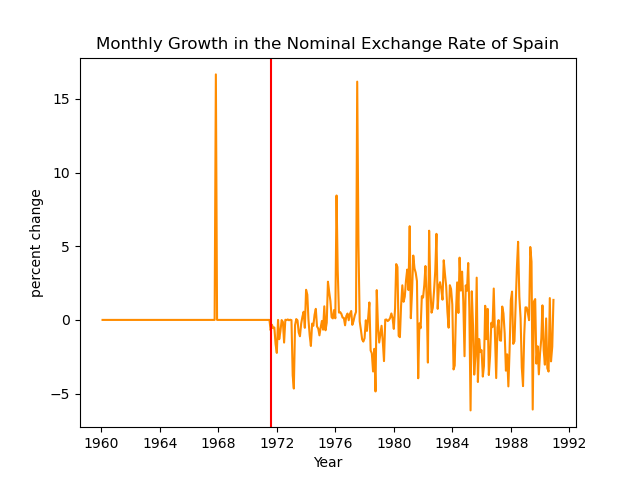 Monthly Growth in the Nominal Exchange Rate of Spain
percent change
15
10
5
0
−5
1960 1964 1968 1972 1976 1980 1984 1988 1992
Year